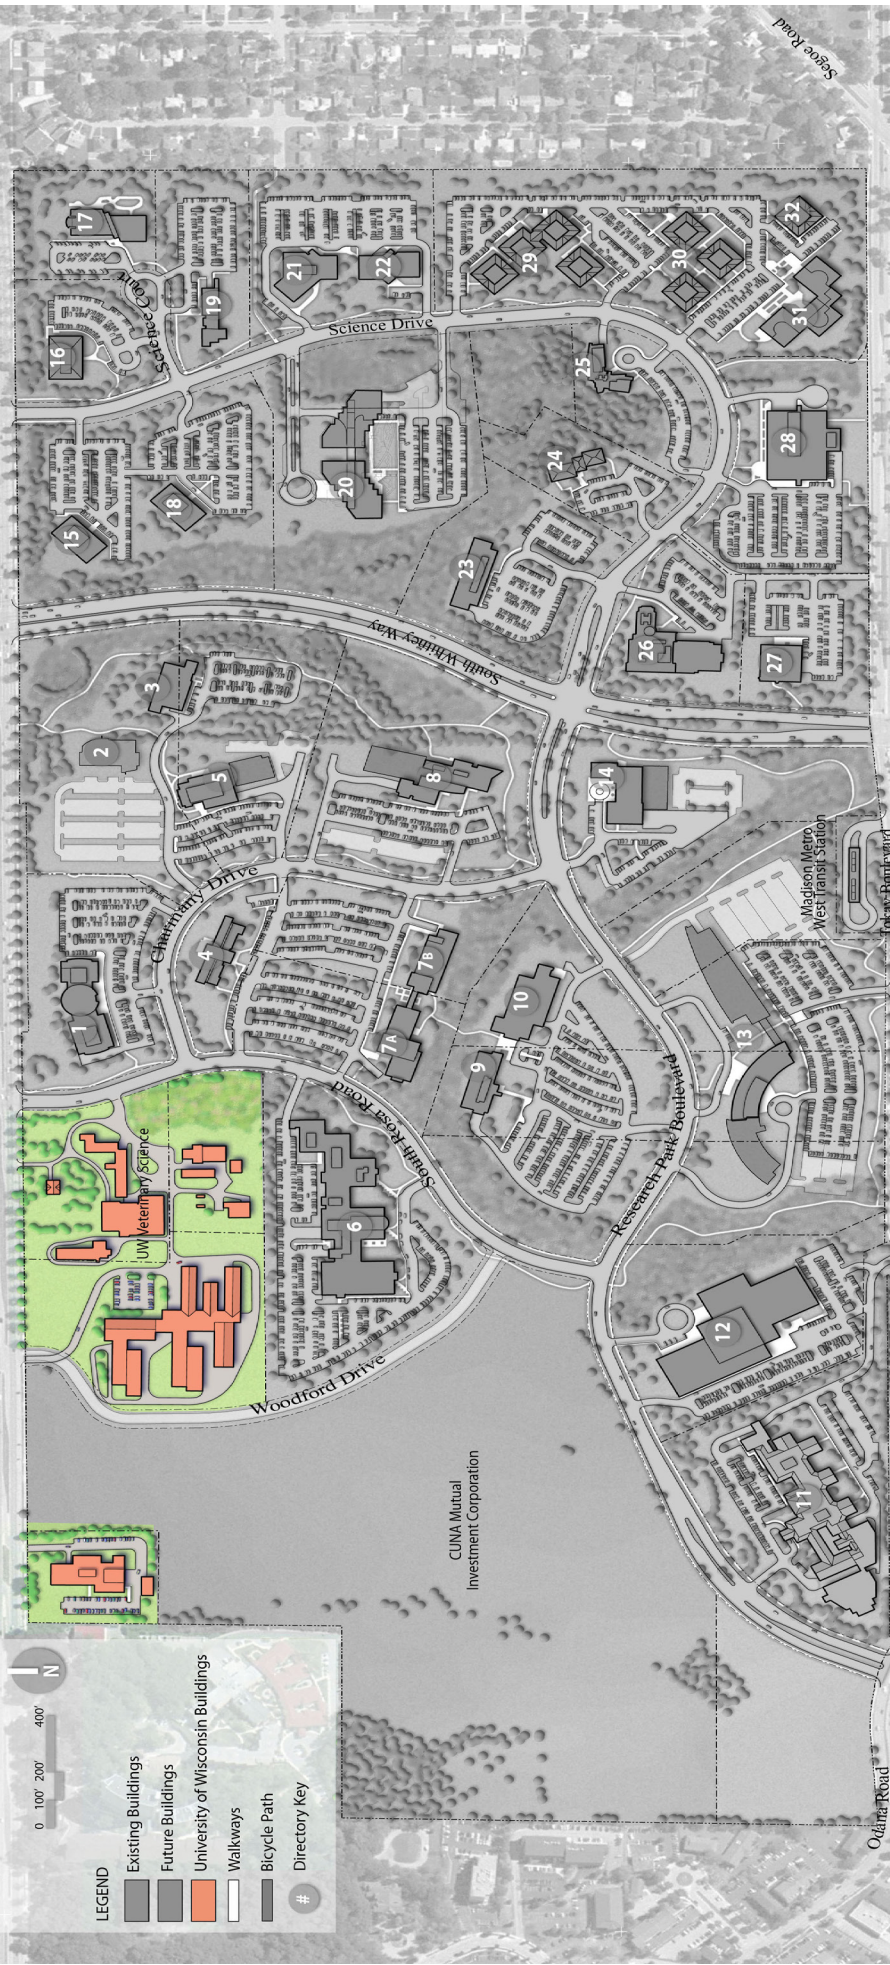 Segoe Road
17
32
16
Science Court
19
21
22
29
30
31
Science Drive
25
15
18
20
24
28
23
South Whitney Way
26
27
3
2
5
8
14
Charmany Drive
Madison Metro
West Transit Station
1
4
7A
7B
10
9
13
South Rosa Road
Research Park Boulevard
UW Veterinary Science
6
12
Woodford Drive
11
CUNA Mutual
Investment Corporation
Odana Road
N
0 100' 200' 400'
LEGEND
Existing Buildings
Future Buildings
University of Wisconsin Buildings
Walkways
Bicycle Path
# Directory Key